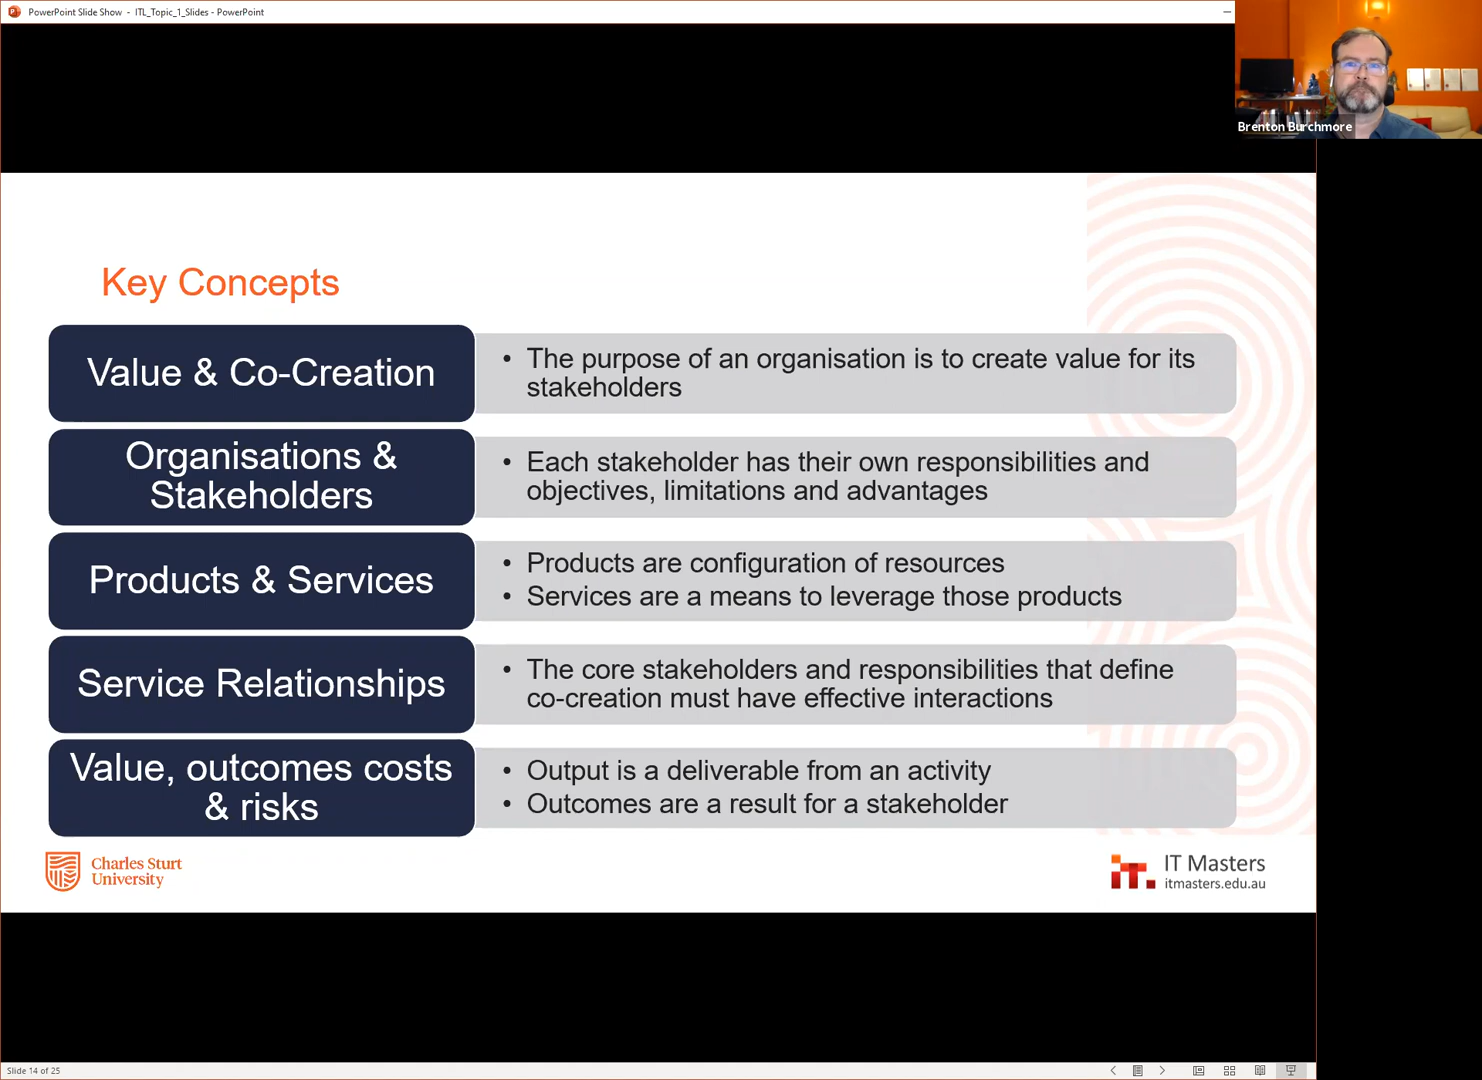 PowerPoint Slide Show - ITL_Topic_1_Slides - PowerPoint
Brenton Burchmore
Key Concepts
Value & Co-Creation
• The purpose of an organisation is to create value for its
stakeholders
Organisations &
Stakeholders
• Each stakeholder has their own responsibilities and
objectives, limitations and advantages
Products & Services
• Products are configuration of resources
• Services are a means to leverage those products
Service Relationships
• The core stakeholders and responsibilities that define
co-creation must have effective interactions
Value, outcomes costs
& risks
• Output is a deliverable from an activity
• Outcomes are a result for a stakeholder
Charles Sturt
University
it.
IT Masters
itmasters.edu.au
Slide 14 of 25